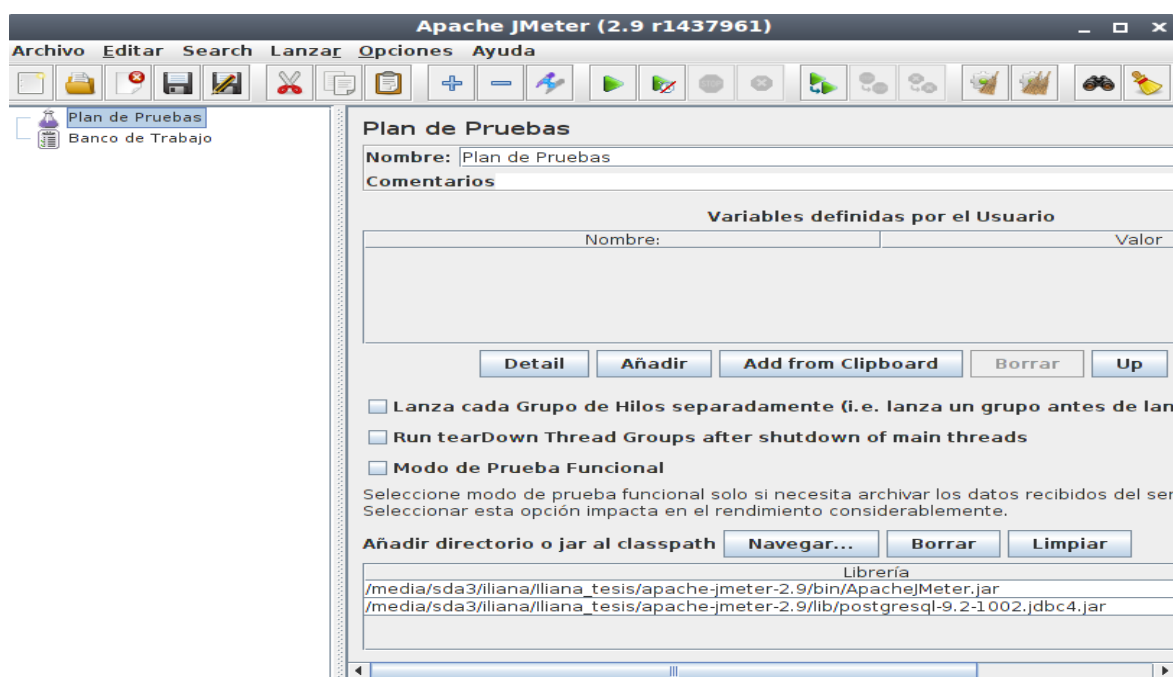 Apache JMeter (2.9 r1437961)
Archivo Editar Search Lanzar Opciones Ayuda
Plan de Pruebas
Banco de Trabajo
Plan de Pruebas
Nombre: Plan de Pruebas
Comentarios
Variables definidas por el Usuario
Nombre: Valor
Detail Añadir Add from Clipboard Borrar Up
Lanza cada Grupo de Hilos separadamente (i.e. lanza un grupo antes de lan
Run tearDown Thread Groups after shutdown of main threads
Modo de Prueba Funcional
Seleccione modo de prueba funcional solo si necesita archivar los datos recibidos del ser
Seleccionar esta opción impacta en el rendimiento considerablemente.
Añadir directorio o jar al classpath Navegar... Borrar Limpiar
Librería
/media/sda3/iliana/Iliana_tesis/apache-jmeter-2.9/bin/ApacheJMeter.jar
/media/sda3/iliana/Iliana_tesis/apache-jmeter-2.9/lib/postgresql-9.2-1002.jdbc4.jar